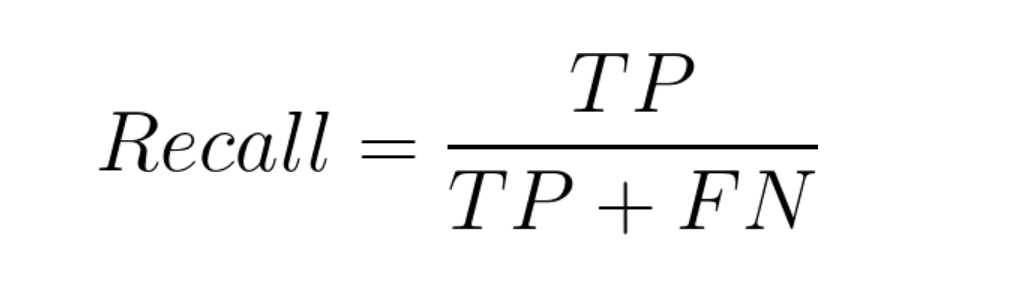 Recall = TP / TP + FN